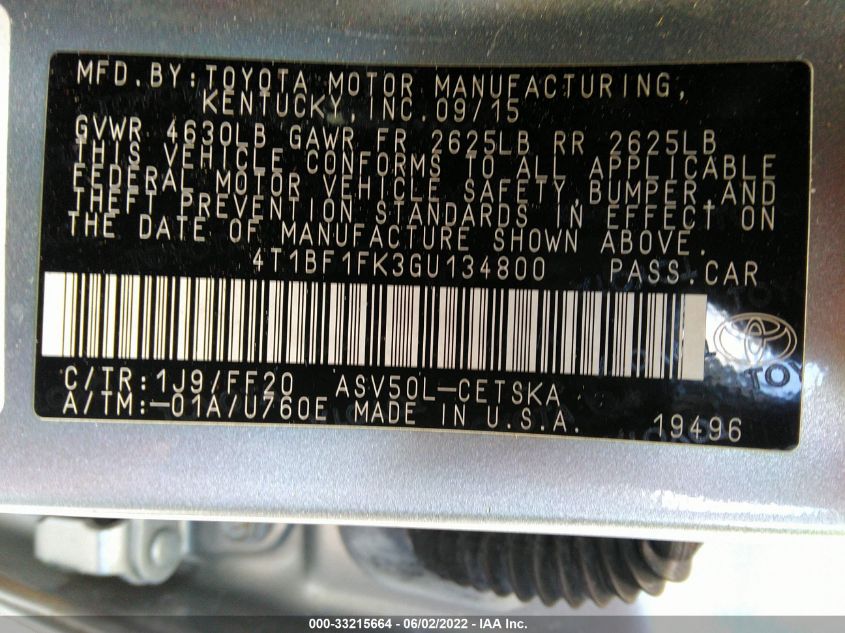 MFD.BY:TOYOTA MOTOR MANUFACTURING,
KENTUCKY,INC.09/15
GVWR 4630LB GAWR FR 2625LB RR 2625LB
THIS VEHICLE CONFORMS TO ALL APPLICABLE
FEDERAL MOTOR VEHICLE SAFETY,BUMPER,AND
THEFT PREVENTION STANDARDS IN EFFECT ON
THE DATE OF MANUFACTURE SHOWN ABOVE.
4T1BF1FK3GU134800 PASS.CAR
C/TR:1J9/FF20 ASV50L-CETSKA
A/TM:-01A/U760E MADE IN U.S.A. 19496
TOY
000-33215664 - 06/02/2022 - IAA Inc.